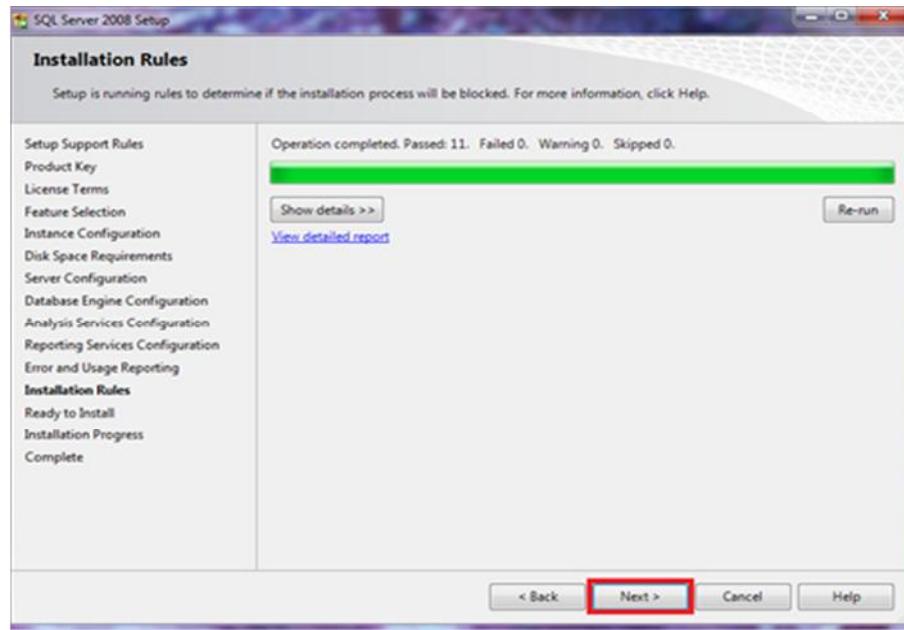 SQL Server 2008 Setup
Installation Rules
Setup is running rules to determine if the installation process will be blocked. For more information, click Help.
Setup Support Rules
Product Key
License Terms
Feature Selection
Instance Configuration
Disk Space Requirements
Server Configuration
Database Engine Configuration
Analysis Services Configuration
Reporting Services Configuration
Error and Usage Reporting
Installation Rules
Ready to Install
Installation Progress
Complete
Operation completed. Passed: 11. Failed 0. Warning 0. Skipped 0.
Show details >>
Re-run
View detailed report
< Back
Next >
Cancel
Help